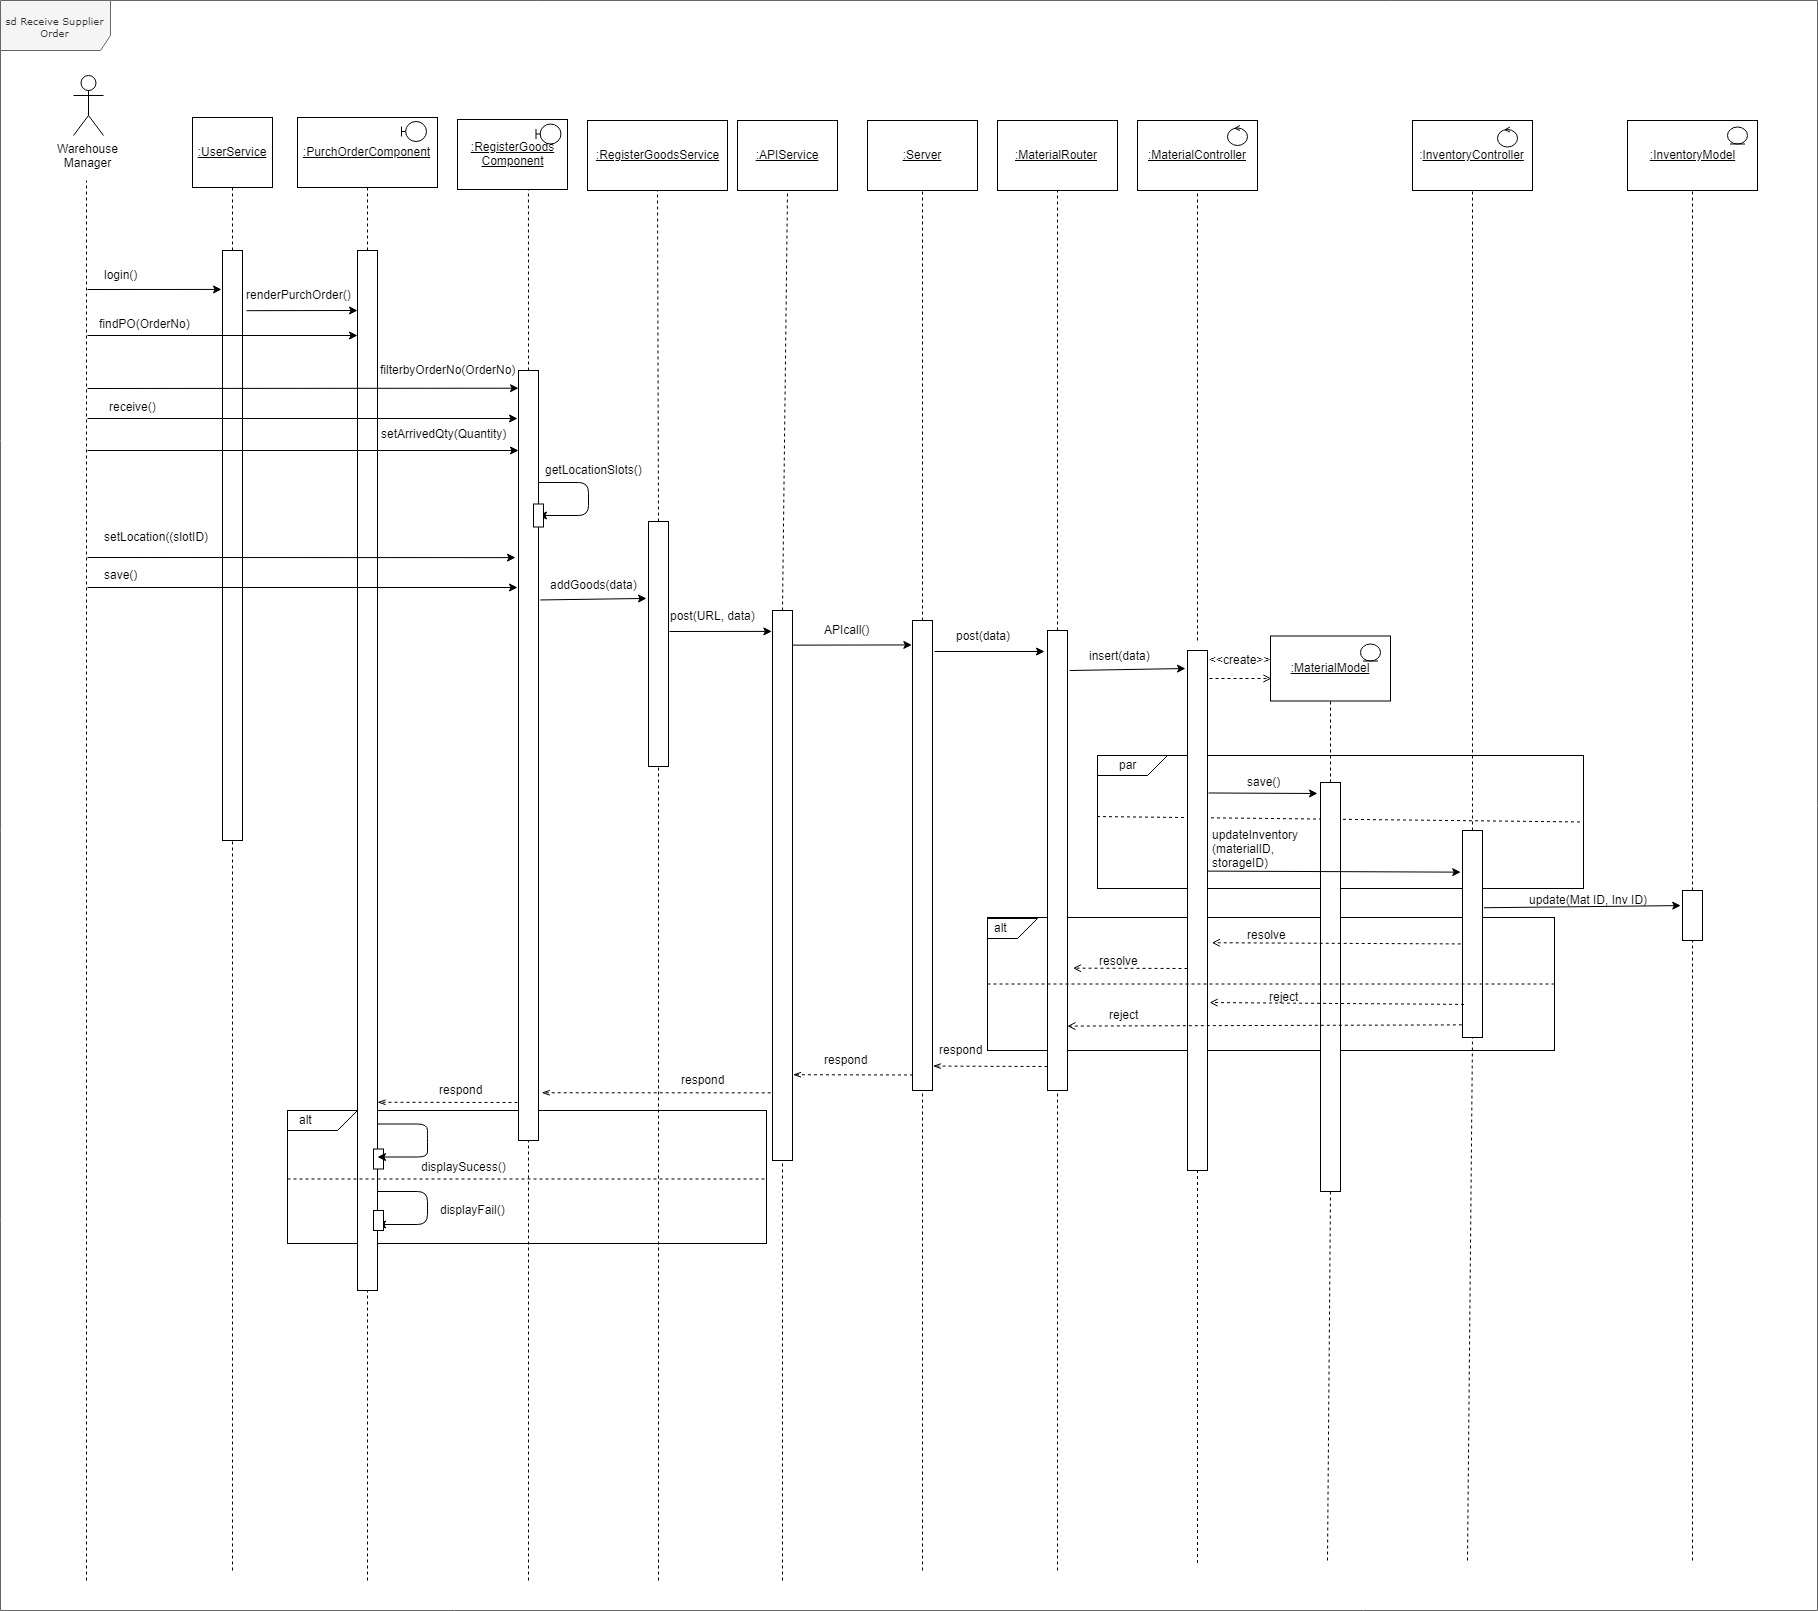 sd Receive Supplier
Order
Warehouse
Manager
:UserService
:PurchOrderComponent
:RegisterGoods
Component
:RegisterGoodsService
:APIService
:Server
:MaterialRouter
:MaterialController
:InventoryController
:InventoryModel
login()
renderPurchOrder()
findPO(OrderNo)
filterbyOrderNo(OrderNo)
receive()
setArrivedQty(Quantity)
getLocationSlots()
setLocation((slotID)
save()
addGoods(data)
post(URL, data)
APIcall()
post(data)
insert(data)
<<create>>
:MaterialModel
par
save()
updateInventory
(materialID,
storageID)
update(Mat ID, Inv ID)
alt
resolve
resolve
reject
reject
respond
respond
respond
respond
alt
displaySucess()
displayFail()